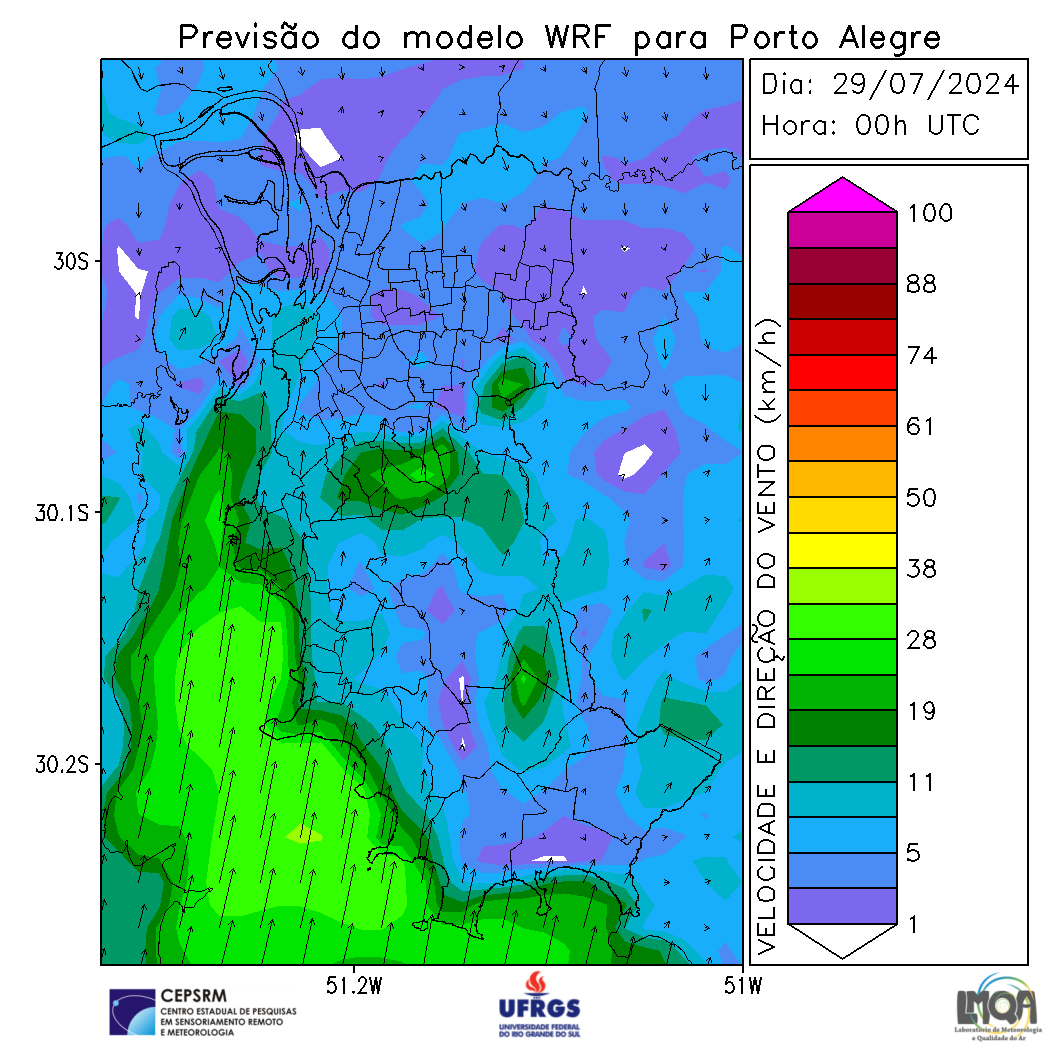 Previsão do modelo WRF para Porto Alegre
Dia: 29/07/2024
Hora: 00h UTC
30S
30.1S
30.2S
51.2W
51W
VELOCIDADE E DIREÇÃO DO VENTO (km/h)
100
88
74
61
50
38
28
19
11
5
1
CEPSRM
CENTRO ESTADUAL DE PESQUISAS
EM SENSORIAMENTO REMOTO
E METEOROLOGIA
UFRGS
UNIVERSIDADE FEDERAL
DO RIO GRANDE DO SUL
LMQA
Laboratório de Meteorologia
e Qualidade do Ar